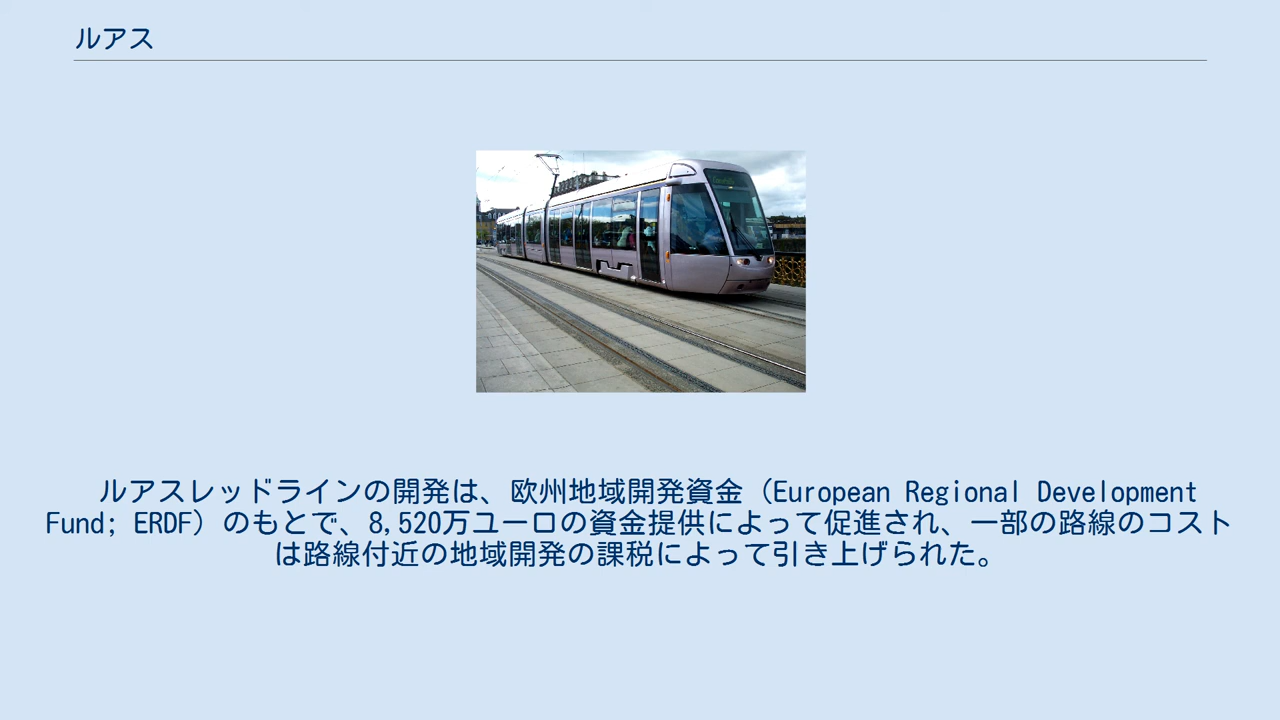 ルアス
ルアスレッドラインの開発は、欧州地域開発資金（European Regional Development
Fund; ERDF）のもとで、8,520万ユーロの資金提供によって促進され、一部の路線のコスト
は路線付近の地域開発の課税によって引き上げられた。